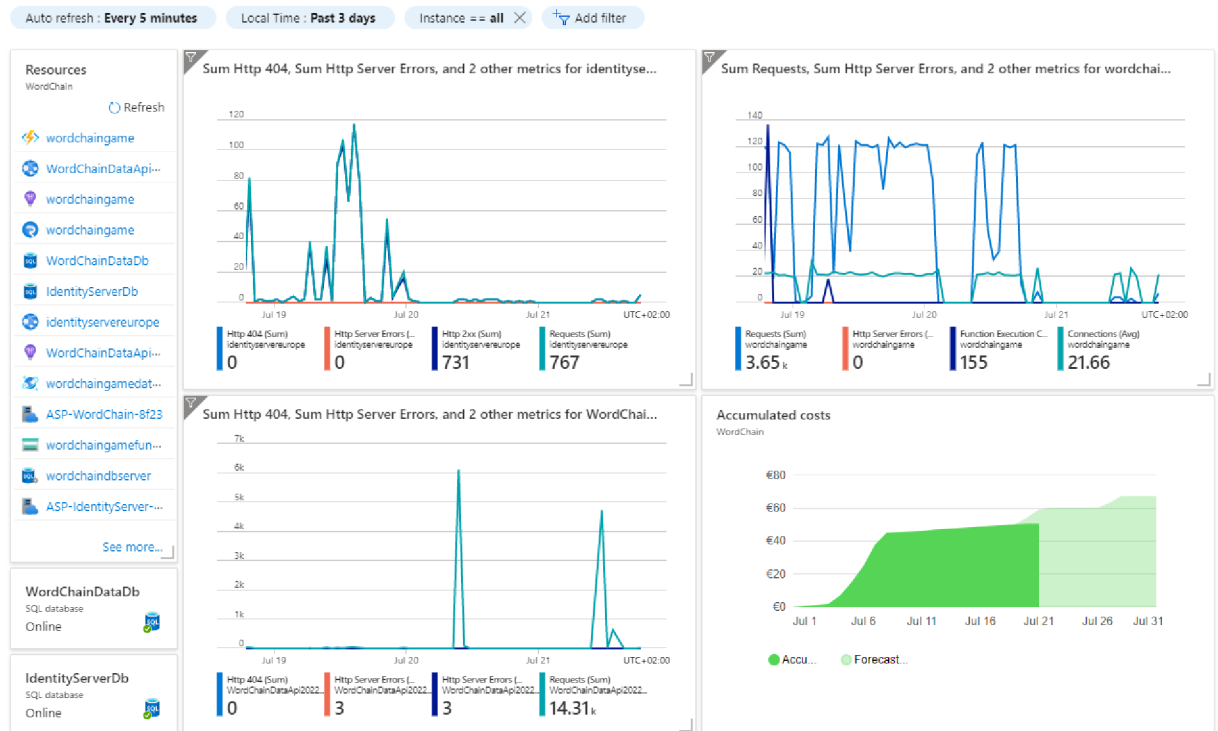 Auto refresh : Every 5 minutes
Local Time : Past 3 days
Instance == all
Add filter
Resources
WordChain
Refresh
wordchaingame
WordChainDataApi...
wordchaingame
wordchaingame
WordChainDataDb
IdentityServerDb
identityservereurope
WordChainDataApi...
wordchaingamedat...
ASP-WordChain-8f23
wordchaingamefun...
wordchaindbserver
ASP-IdentityServer-...
See more...
WordChainDataDb
SQL database
Online
IdentityServerDb
SQL database
Online
Sum Http 404, Sum Http Server Errors, and 2 other metrics for identityse...
120
100
80
60
40
20
0
Jul 19
Jul 20
Jul 21
UTC+02:00
Http 404 (Sum)
identityservereurope
0
Http Server Errors (...
identityservereurope
0
Http 2xx (Sum)
identityservereurope
731
Requests (Sum)
identityservereurope
767
Sum Requests, Sum Http Server Errors, and 2 other metrics for wordchai...
140
120
100
80
60
40
20
0
Jul 19
Jul 20
Jul 21
UTC+02:00
Requests (Sum)
wordchaingame
3.65 k
Http Server Errors (...
wordchaingame
0
Function Execution C...
wordchaingame
155
Connections (Avg)
wordchaingame
21.66
Sum Http 404, Sum Http Server Errors, and 2 other metrics for WordChai...
7k
6k
5k
4k
3k
2k
1k
0
Jul 19
Jul 20
Jul 21
UTC+02:00
Http 404 (Sum)
WordChainDataApi2022...
0
Http Server Errors (...
WordChainDataApi2022...
3
Http Server Errors (...
WordChainDataApi2022...
3
Requests (Sum)
WordChainDataApi2022...
14.31 k
Accumulated costs
WordChain
€80
€60
€40
€20
€0
Jul 1
Jul 6
Jul 11
Jul 16
Jul 21
Jul 26
Jul 31
Accu...
Forecast...